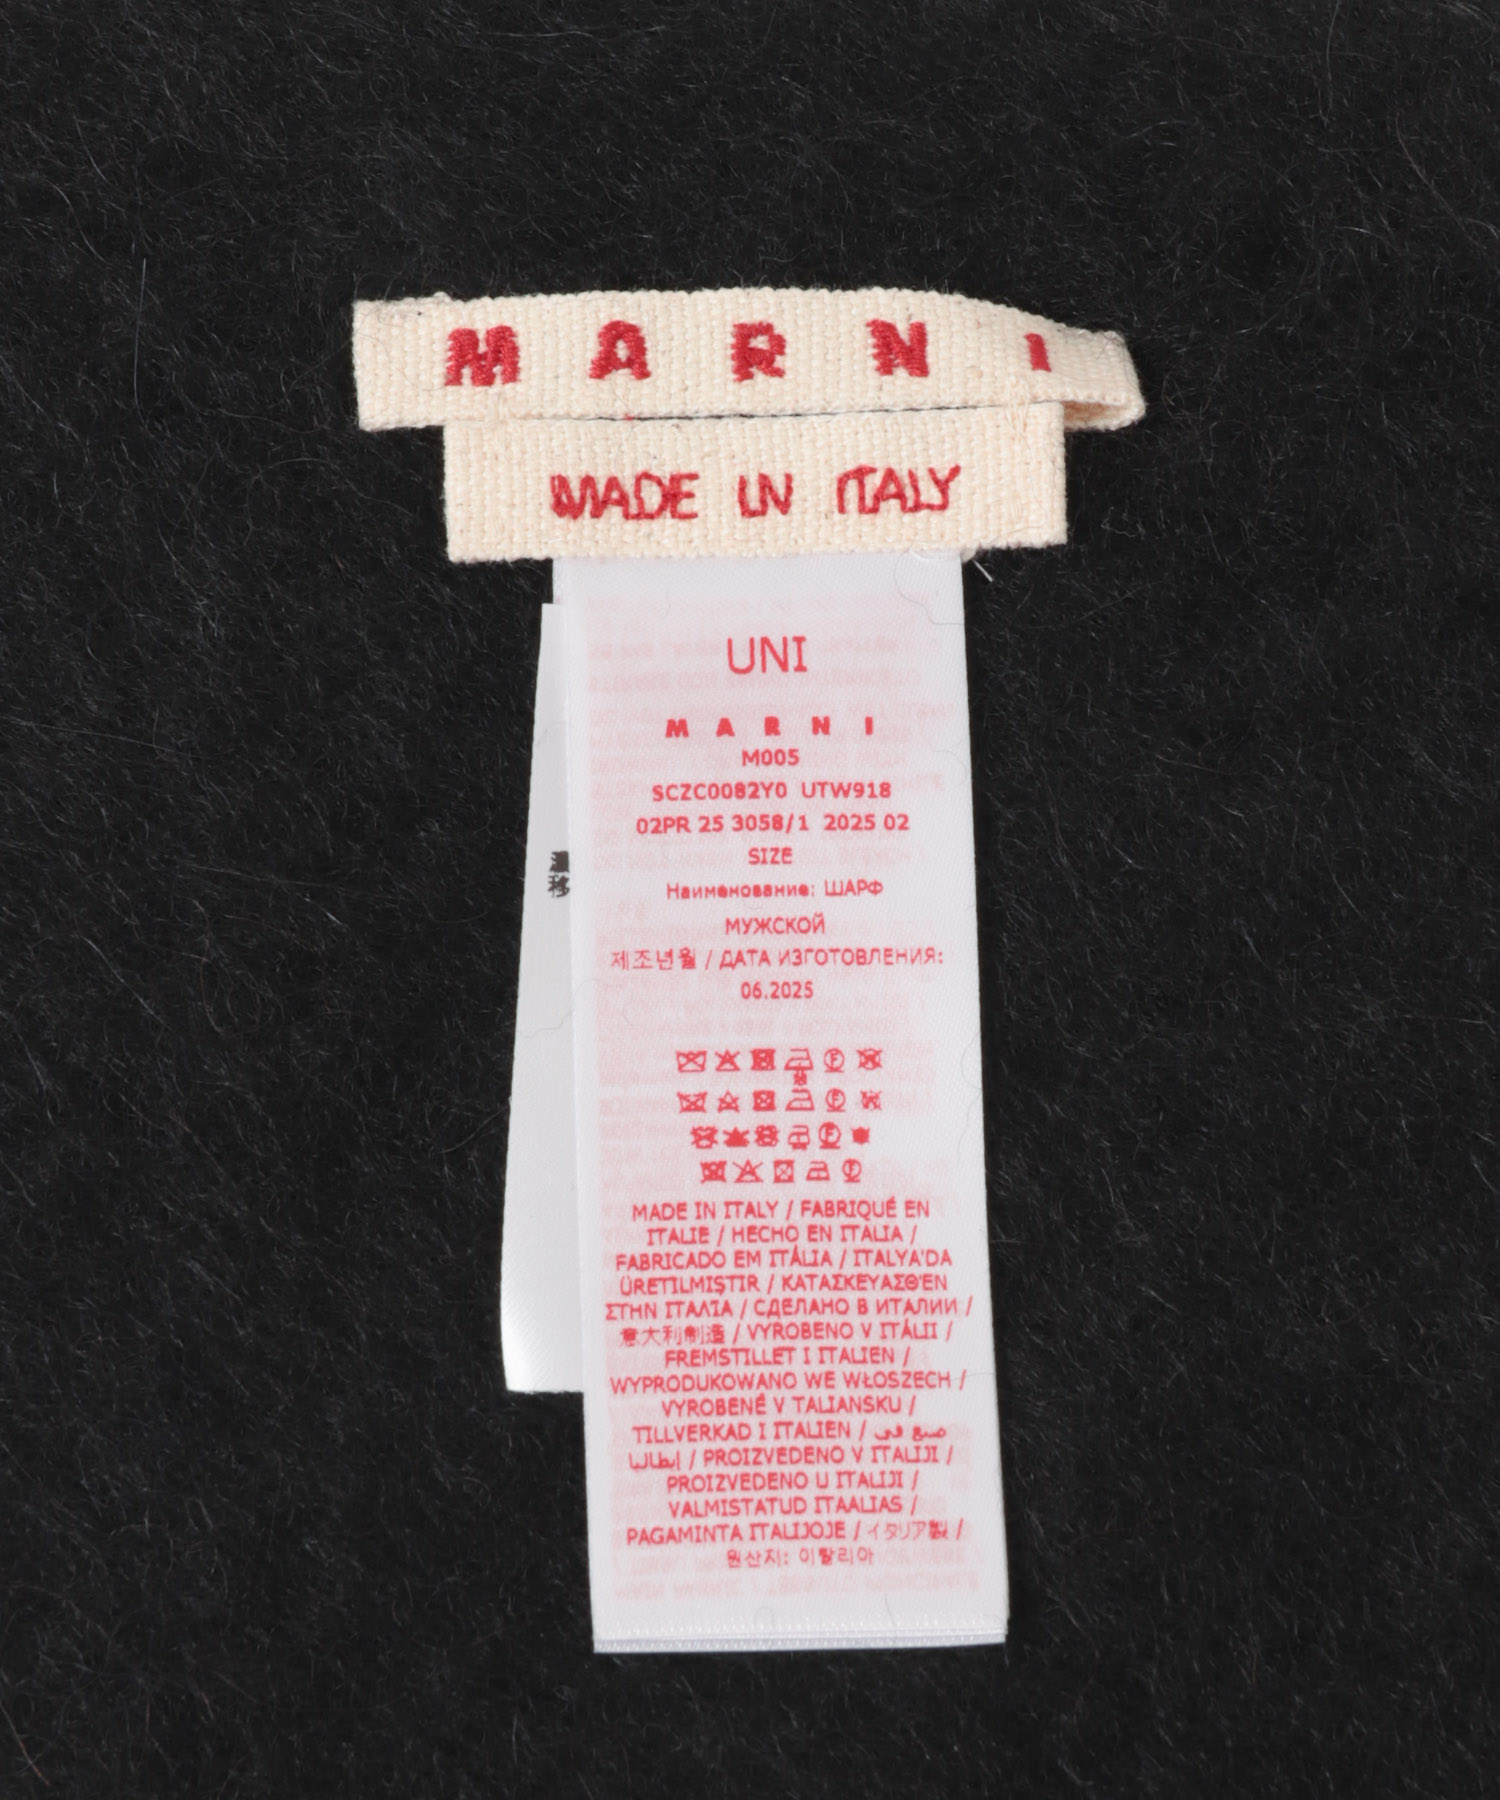 MARNI
MADE IN ITALY
UNI
MARNI
M005
SCZC0082Y0 UTW918
02PR 25 3058/1 2025 02
SIZE
Наименование: ШАРФ
МУЖСКОЙ
제조년월 / ДАТА ИЗГОТОВЛЕНИЯ:
06.2025
MADE IN ITALY / FABRIQUÉ EN
ITALIE / HECHO EN ITALIA /
FABRICADO EM ITÁLIA / ITALYA'DA
ÜRETILMIŞTIR / ΚΑΤΑΣΚΕΥΑΣΘ'ΕΝ
ΣΤΗΝ ΙΤΑΛΙΑ / СДЕЛАНО В ИТАЛИИ /
意大利制造 / VYROBENO V ITÁLII /
FREMSTILLET I ITALIEN /
WYPRODUKOWANO WE WŁOSZECH /
VYROBENÉ V TALIANSKU /
TILLVERKAD I ITALIEN / صنع في
إيطاليا / PROIZVEDENO V ITALIJI /
PROIZVEDENO U ITALIJI /
VALMISTATUD ITAALIAS /
PAGAMINTA ITALIJOJE / イタリア製 /
원산지: 이탈리아
移